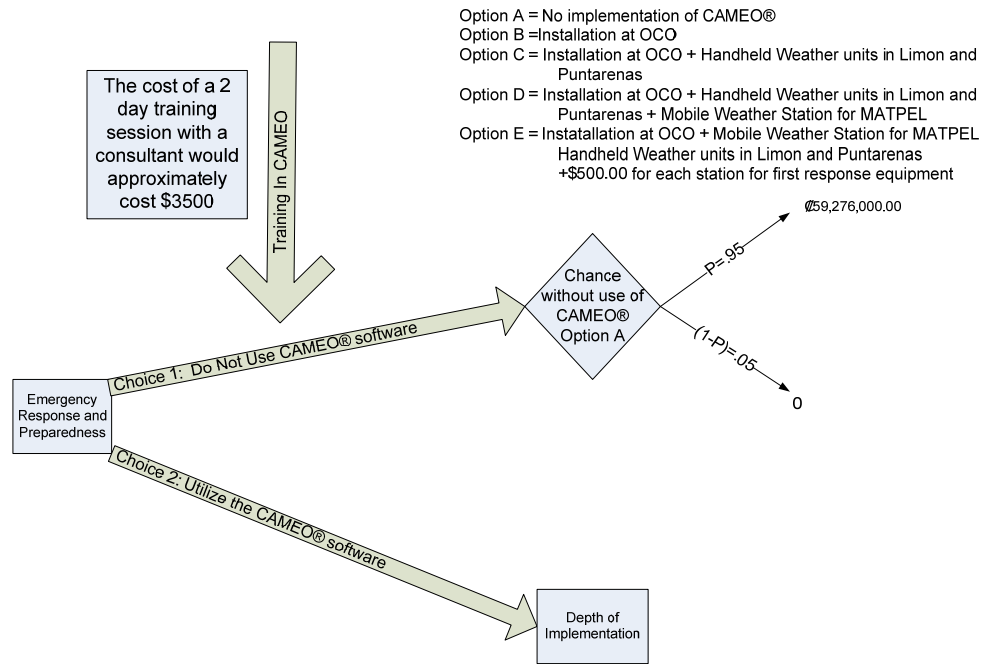 Option A = No implementation of CAMEO®
Option B =Installation at OCO
Option C = Installation at OCO + Handheld Weather units in Limon and
Puntarenas
Option D = Installation at OCO + Handheld Weather units in Limon and
Puntarenas + Mobile Weather Station for MATPEL
Option E = Instatallation at OCO + Mobile Weather Station for MATPEL
Handheld Weather units in Limon and Puntarenas
+$500.00 for each station for first response equipment
The cost of a 2
day training
session with a
consultant would
approximately
cost $3500
Training In CAMEO
₡59,276,000.00
P=.95
Chance
without use of
CAMEO®
Option A
(1-P)=.05
0
Choice 1: Do Not Use CAMEO® software
Emergency
Response and
Preparedness
Choice 2: Utilize the CAMEO® software
Depth of
Implementation